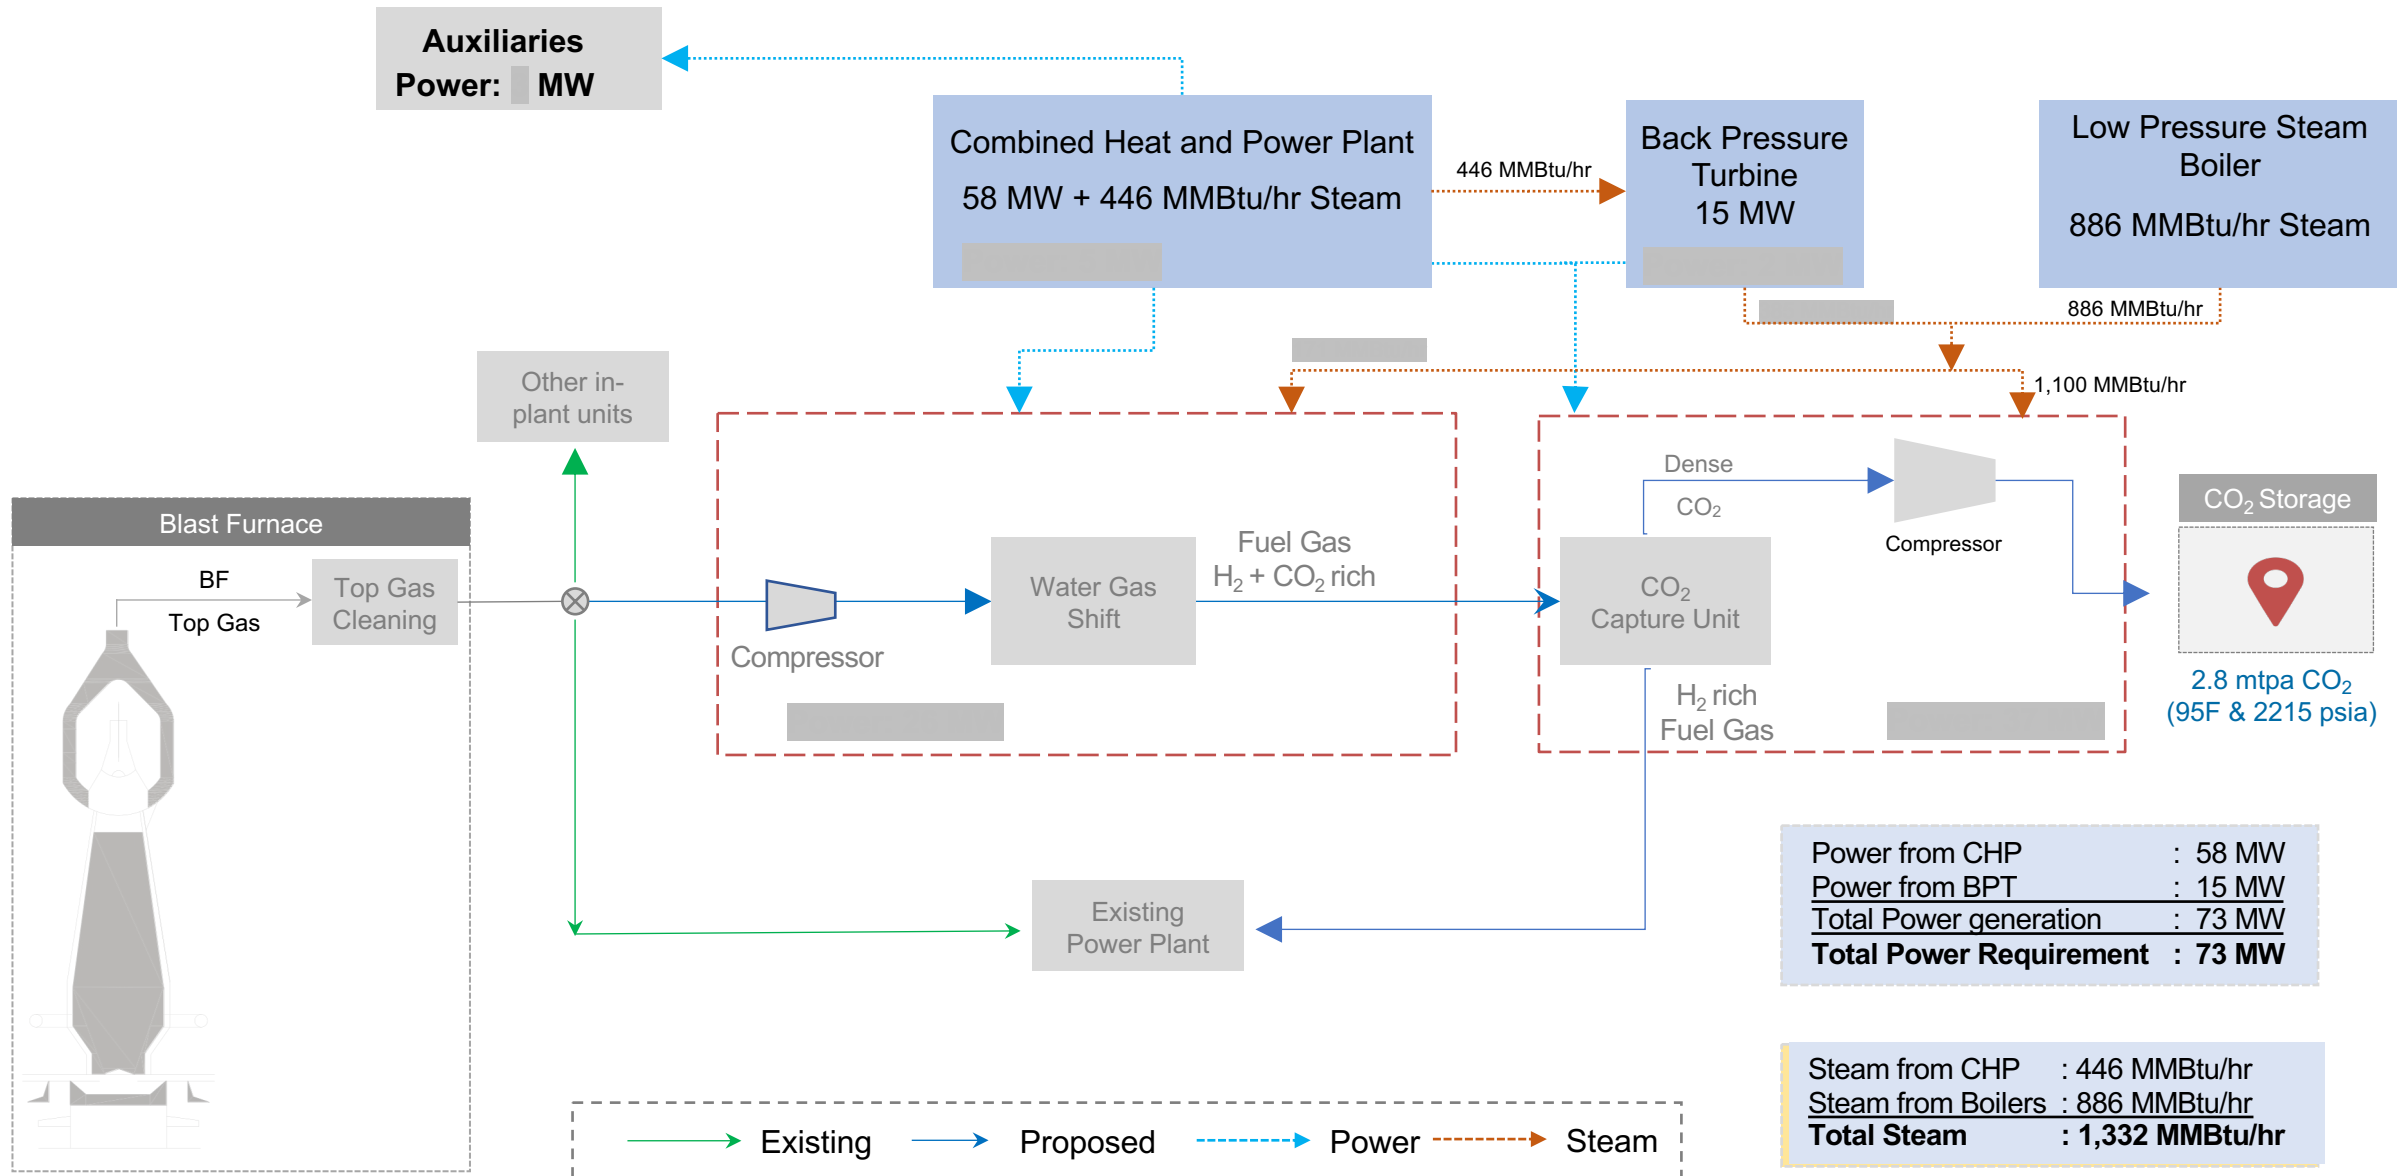 Auxiliaries
Power: MW
Combined Heat and Power Plant
58 MW + 446 MMBtu/hr Steam
446 MMBtu/hr
Back Pressure
Turbine
15 MW
Low Pressure Steam
Boiler
886 MMBtu/hr Steam
886 MMBtu/hr
1,100 MMBtu/hr
Other in-
plant units
Blast Furnace
BF
Top Gas
Top Gas
Cleaning
Compressor
Water Gas
Shift
Fuel Gas
H₂ + CO₂ rich
Dense
CO₂
Compressor
CO₂
Capture Unit
H₂ rich
Fuel Gas
CO₂ Storage
2.8 mtpa CO₂
(95F & 2215 psia)
Existing
Power Plant
Power from CHP : 58 MW
Power from BPT : 15 MW
Total Power generation : 73 MW
Total Power Requirement : 73 MW
Steam from CHP : 446 MMBtu/hr
Steam from Boilers : 886 MMBtu/hr
Total Steam : 1,332 MMBtu/hr
Existing
Proposed
Power
Steam